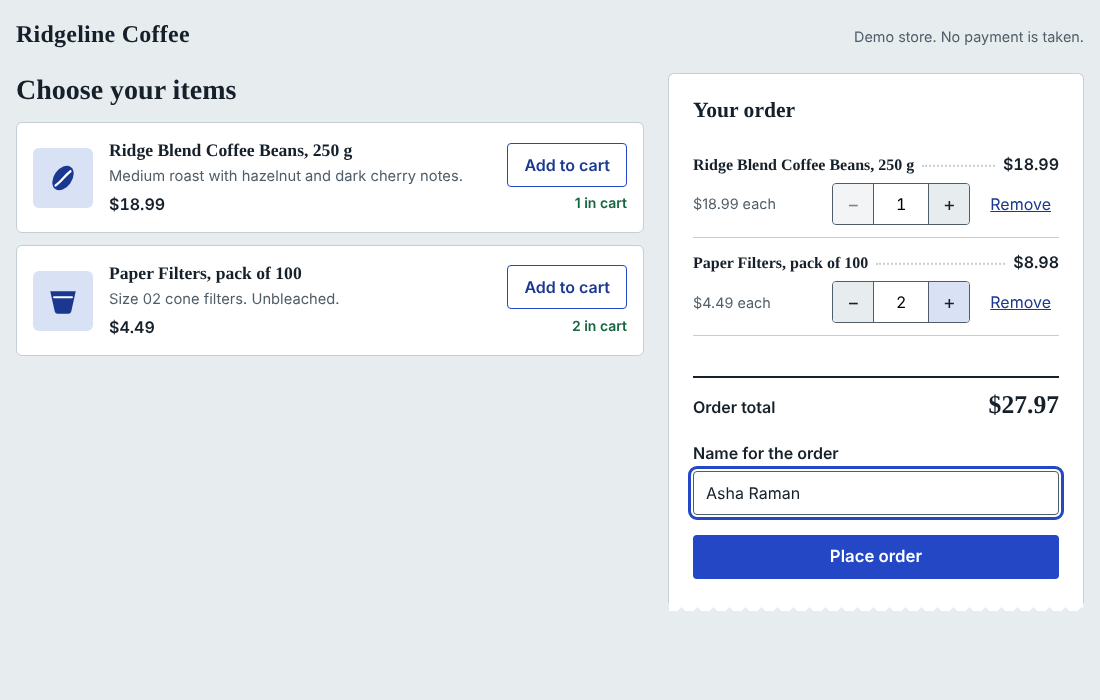 Ridgeline Coffee
Demo store. No payment is taken.
Choose your items
Ridge Blend Coffee Beans, 250 g
Medium roast with hazelnut and dark cherry notes.
$18.99
Add to cart
1 in cart
Paper Filters, pack of 100
Size 02 cone filters. Unbleached.
$4.49
Add to cart
2 in cart
Your order
Ridge Blend Coffee Beans, 250 g $18.99
$18.99 each − 1 + Remove
Paper Filters, pack of 100 $8.98
$4.49 each − 2 + Remove
Order total $27.97
Name for the order
Asha Raman
Place order